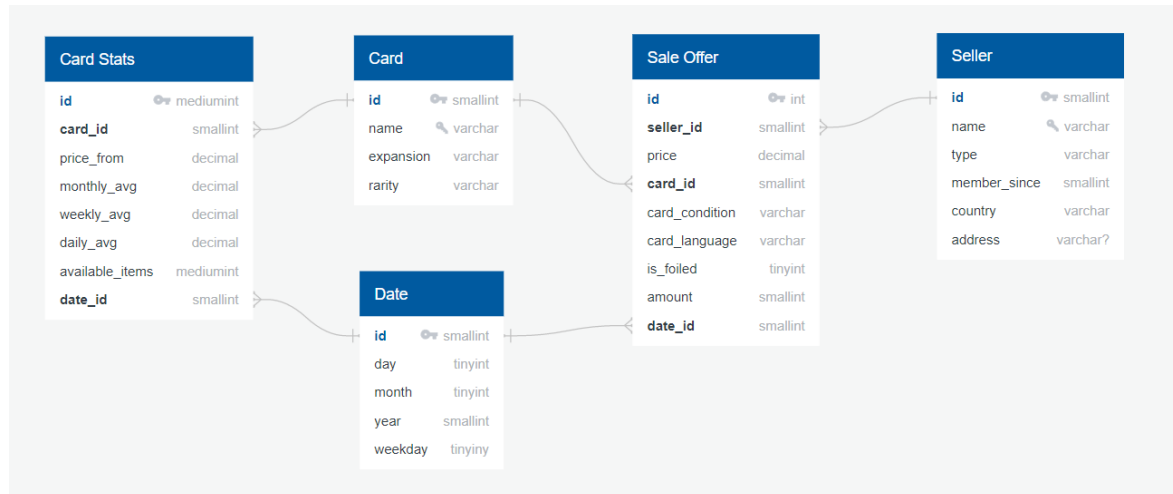 Card Stats
id mediumint
card_id smallint
price_from decimal
monthly_avg decimal
weekly_avg decimal
daily_avg decimal
available_items mediumint
date_id smallint
Card
id smallint
name varchar
expansion varchar
rarity varchar
Date
id smallint
day tinyint
month tinyint
year smallint
weekday tinyiny
Sale Offer
id int
seller_id smallint
price decimal
card_id smallint
card_condition varchar
card_language varchar
is_foiled tinyint
amount smallint
date_id smallint
Seller
id smallint
name varchar
type varchar
member_since smallint
country varchar
address varchar?